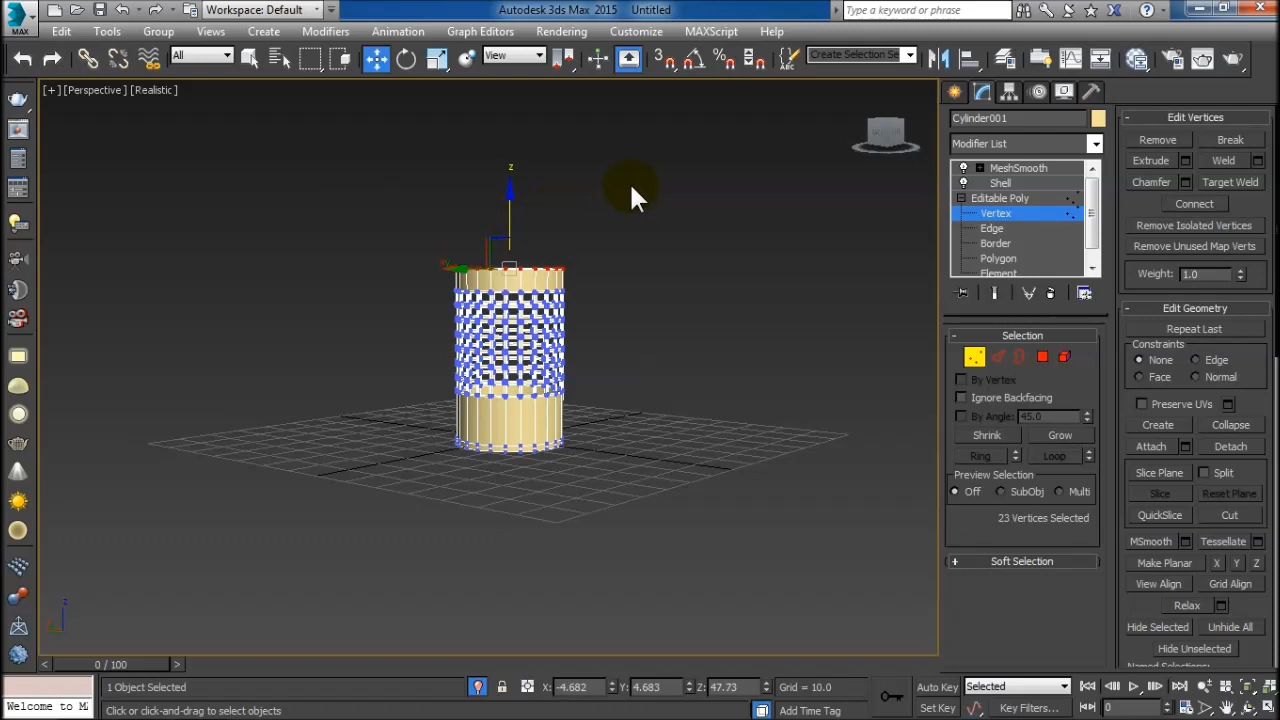 Workspace: Default
Autodesk 3ds Max 2015 Untitled
Type a keyword or phrase
MAX
Edit Tools Group Views Create Modifiers Animation Graph Editors Rendering Customize MAXScript Help
All
View
3
Create Selection Se
ABC
[+] [Perspective] [Realistic]
z
Cylinder001
Modifier List
MeshSmooth
Shell
Editable Poly
Vertex
Edge
Border
Polygon
Element
Selection
By Vertex
Ignore Backfacing
By Angle: 45.0
Shrink Grow
Ring Loop
Preview Selection
Off SubObj Multi
23 Vertices Selected
Soft Selection
Edit Vertices
Remove Break
Extrude Weld
Chamfer Target Weld
Connect
Remove Isolated Vertices
Remove Unused Map Verts
Weight: 1.0
Edit Geometry
Repeat Last
Constraints
None Edge
Face Normal
Preserve UVs
Create Collapse
Attach Detach
Slice Plane Split
Slice Reset Plane
QuickSlice Cut
MSmooth Tessellate
Make Planar X Y Z
View Align Grid Align
Relax
Hide Selected Unhide All
Hide Unselected
Named Selections:
z
0 / 100
1 Object Selected
X: -4.682 Y: 4.683 Z: 47.73
Grid = 10.0
Auto Key Selected
Welcome to M
Click or click-and-drag to select objects
Add Time Tag
Set Key Key Filters...
0